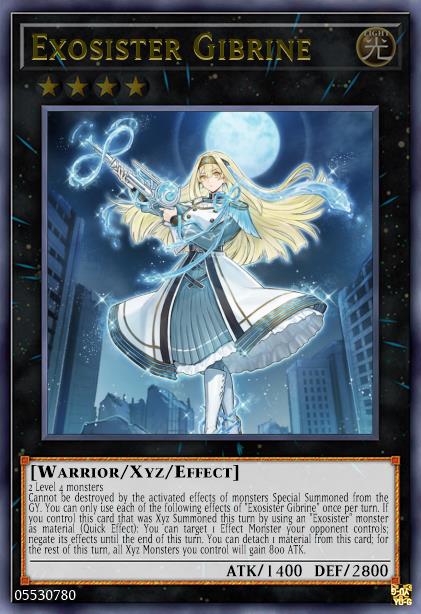 Exosister Gibrine
LIGHT
光
[Warrior/Xyz/Effect]
2 Level 4 monsters
Cannot be destroyed by the activated effects of monsters Special Summoned from the
GY. You can only use each of the following effects of "Exosister Gibrine" once per turn. If
you control this card that was Xyz Summoned this turn by using an "Exosister" monster
as material (Quick Effect): You can target 1 Effect Monster your opponent controls;
negate its effects until the end of this turn. You can detach 1 material from this card; for
the rest of this turn, all Xyz Monsters you control will gain 800 ATK.
ATK/1400 DEF/2800
05530780